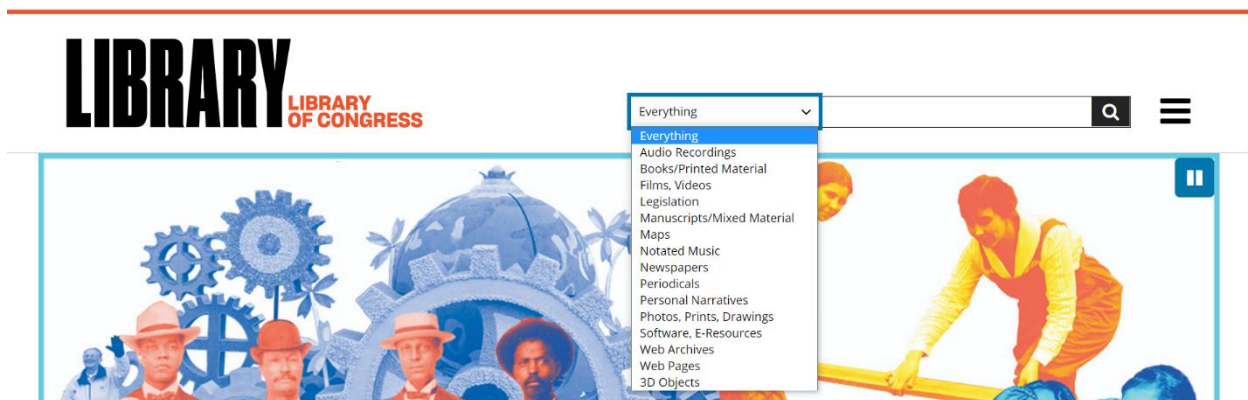 LIBRARY
LIBRARY
OF CONGRESS
Everything
Everything
Audio Recordings
Books/Printed Material
Films, Videos
Legislation
Manuscripts/Mixed Material
Maps
Notated Music
Newspapers
Periodicals
Personal Narratives
Photos, Prints, Drawings
Software, E-Resources
Web Archives
Web Pages
3D Objects